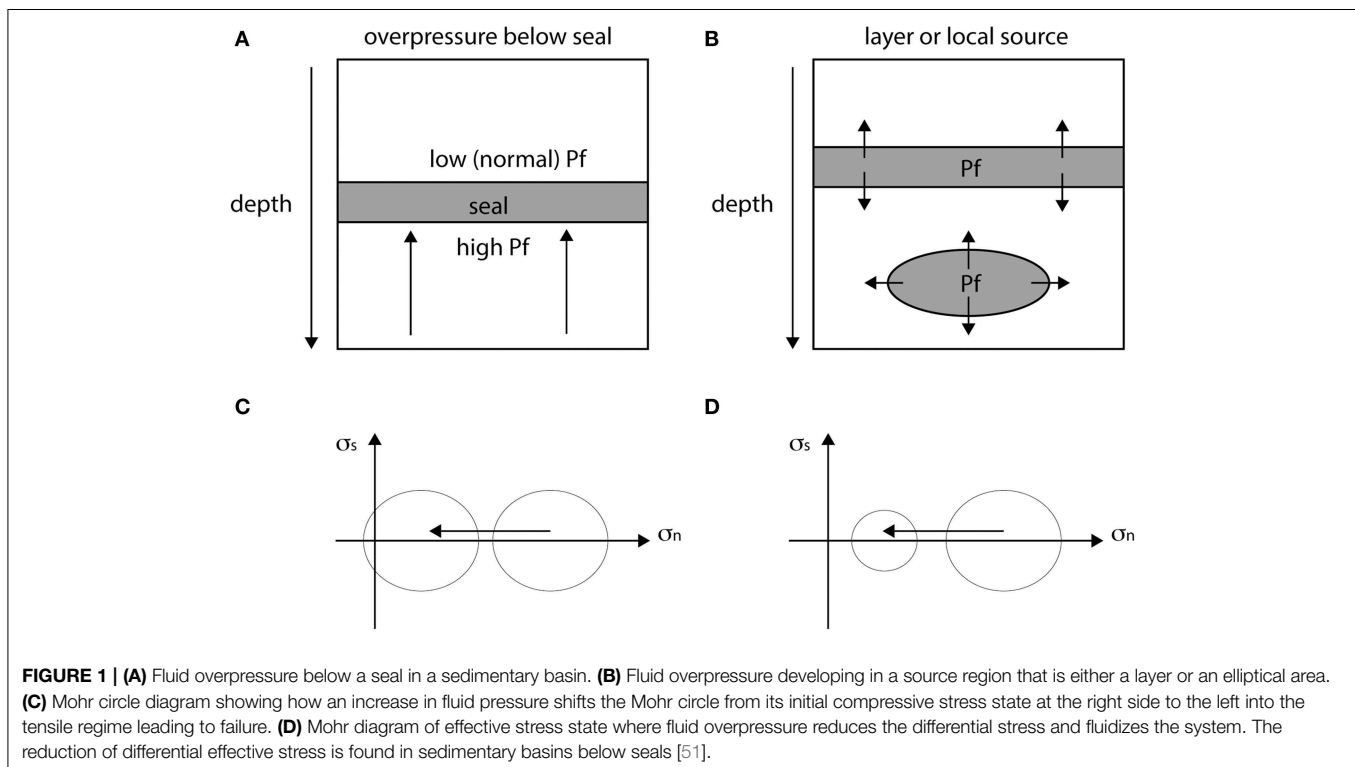 A
overpressure below seal
low (normal) Pf
depth
seal
high Pf
B
layer or local source
Pf
depth
Pf
C
σs
σn
D
σs
σn
FIGURE 1 | (A) Fluid overpressure below a seal in a sedimentary basin. (B) Fluid overpressure developing in a source region that is either a layer or an elliptical area.
(C) Mohr circle diagram showing how an increase in fluid pressure shifts the Mohr circle from its initial compressive stress state at the right side to the left into the
tensile regime leading to failure. (D) Mohr diagram of effective stress state where fluid overpressure reduces the differential stress and fluidizes the system. The
reduction of differential effective stress is found in sedimentary basins below seals [51].